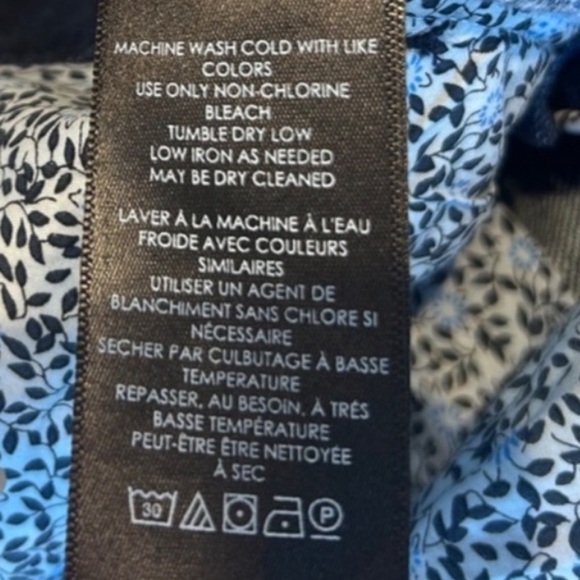 MACHINE WASH COLD WITH LIKE
COLORS
USE ONLY NON-CHLORINE
BLEACH
TUMBLE DRY LOW
LOW IRON AS NEEDED
MAY BE DRY CLEANED
LAVER À LA MACHINE À L'EAU
FROIDE AVEC COULEURS
SIMILAIRES
UTILISER UN AGENT DE
BLANCHIMENT SANS CHLORE SI
NÉCESSAIRE
SECHER PAR CULBUTAGE À BASSE
TEMPERATURE
REPASSER, AU BESOIN, À TRÉS
BASSE TEMPÉRATURE
PEUT-ÊTRE ÊTRE NETTOYÉE
À SEC
30° P